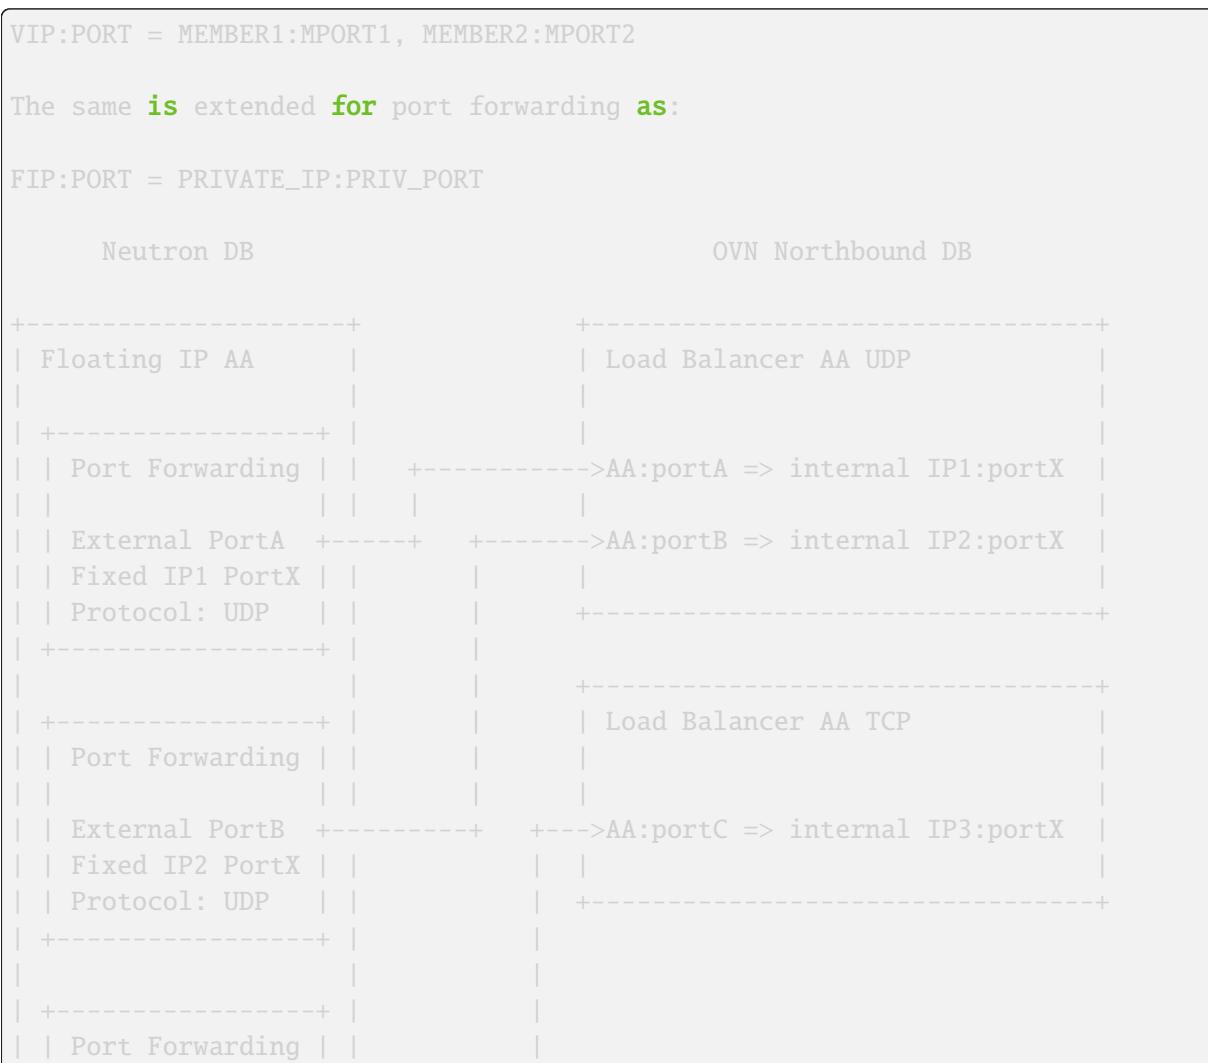 VIP:PORT = MEMBER1:MPORT1, MEMBER2:MPORT2

The same is extended for port forwarding as:

FIP:PORT = PRIVATE_IP:PRIV_PORT

      Neutron DB                              OVN Northbound DB

+---------------------+              +---------------------------------+
| Floating IP AA      |              | Load Balancer AA UDP            |
|                     |              |                                 |
| +-----------------+ |              |                                 |
| | Port Forwarding | |   +----------->AA:portA => internal IP1:portX  |
| |                 | |   |          |                                 |
| | External PortA  +-----+   +------->AA:portB => internal IP2:portX  |
| | Fixed IP1 PortX | |       |      |                                 |
| | Protocol: UDP   | |       |      +---------------------------------+
| +-----------------+ |       |
|                     |       |      +---------------------------------+
| +-----------------+ |       |      | Load Balancer AA TCP            |
| | Port Forwarding | |       |      |                                 |
| |                 | |       |      |                                 |
| | External PortB  +---------+   +--->AA:portC => internal IP3:portX  |
| | Fixed IP2 PortX | |           |  |                                 |
| | Protocol: UDP   | |           |  +---------------------------------+
| +-----------------+ |           |
|                     |           |
| +-----------------+ |           |
| | Port Forwarding | |           |